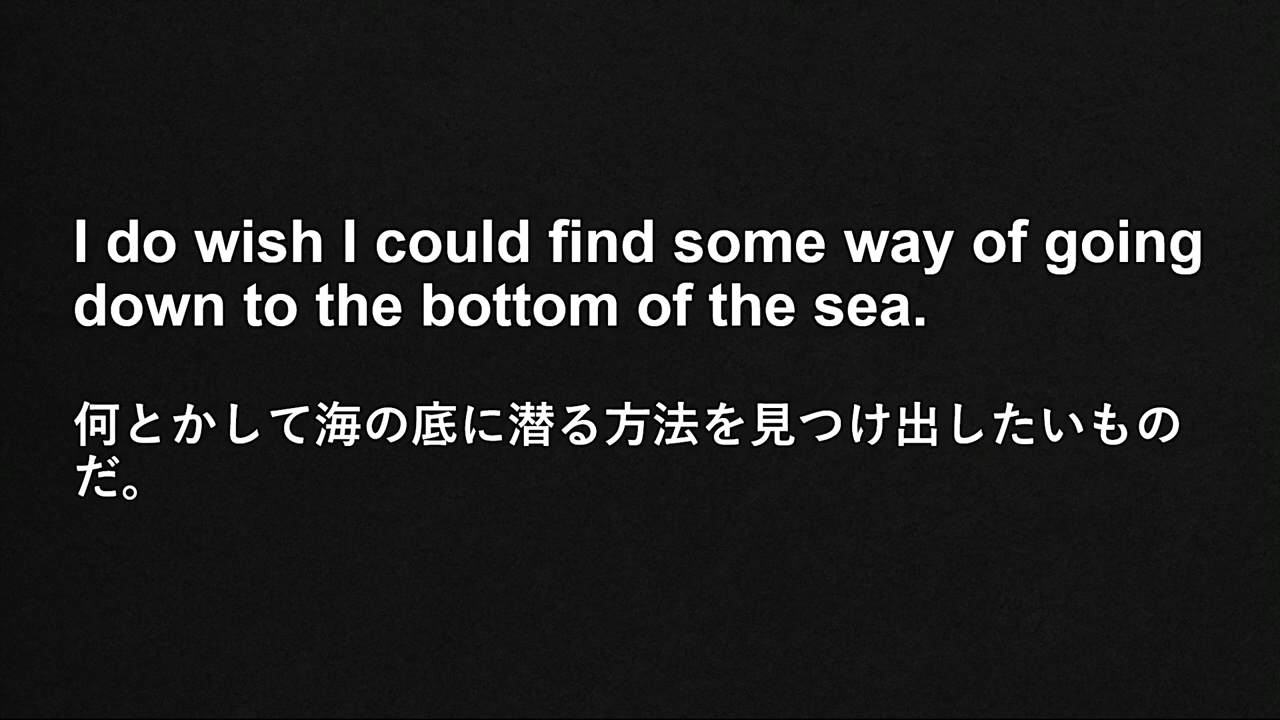 I do wish I could find some way of going
down to the bottom of the sea.
何とかして海の底に潜る方法を見つけ出したいもの
だ。